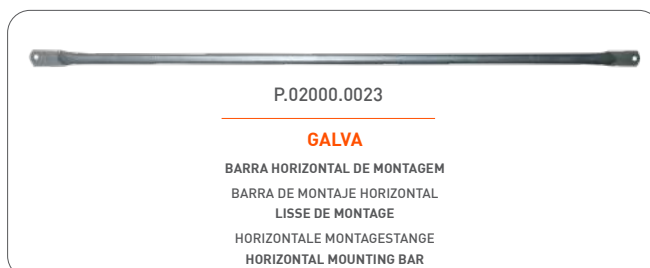 P.02000.0023
GALVA
BARRA HORIZONTAL DE MONTAGEM
BARRA DE MONTAJE HORIZONTAL
LISSE DE MONTAGE
HORIZONTALE MONTAGESTANGE
HORIZONTAL MOUNTING BAR